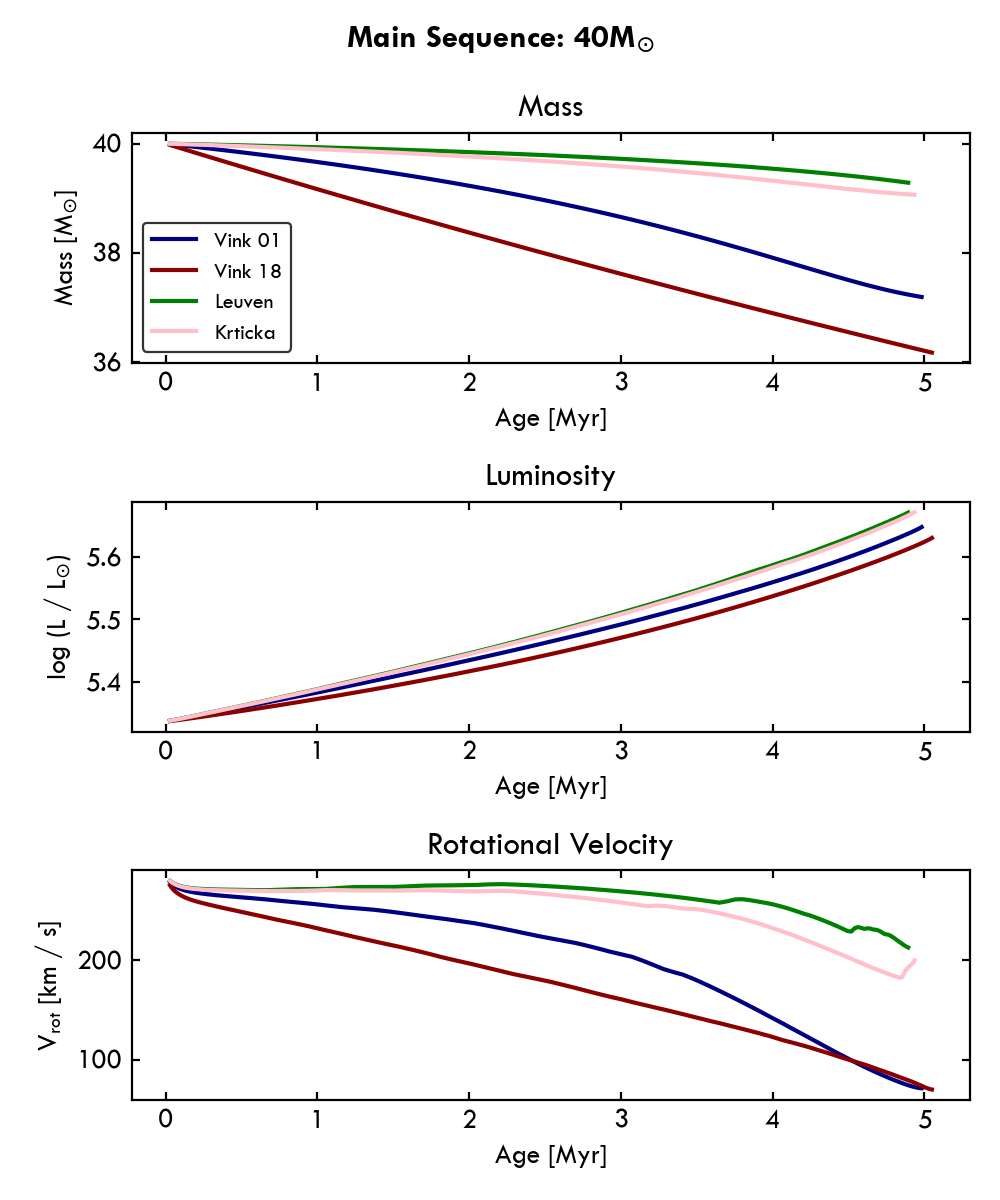 Main Sequence: 40M☉
Mass
Mass [M☉]
40
38
36
Vink 01
Vink 18
Leuven
Krticka
0 1 2 3 4 5
Age [Myr]
Luminosity
log (L / L☉)
5.6
5.5
5.4
0 1 2 3 4 5
Age [Myr]
Rotational Velocity
Vrot [km / s]
200
100
0 1 2 3 4 5
Age [Myr]